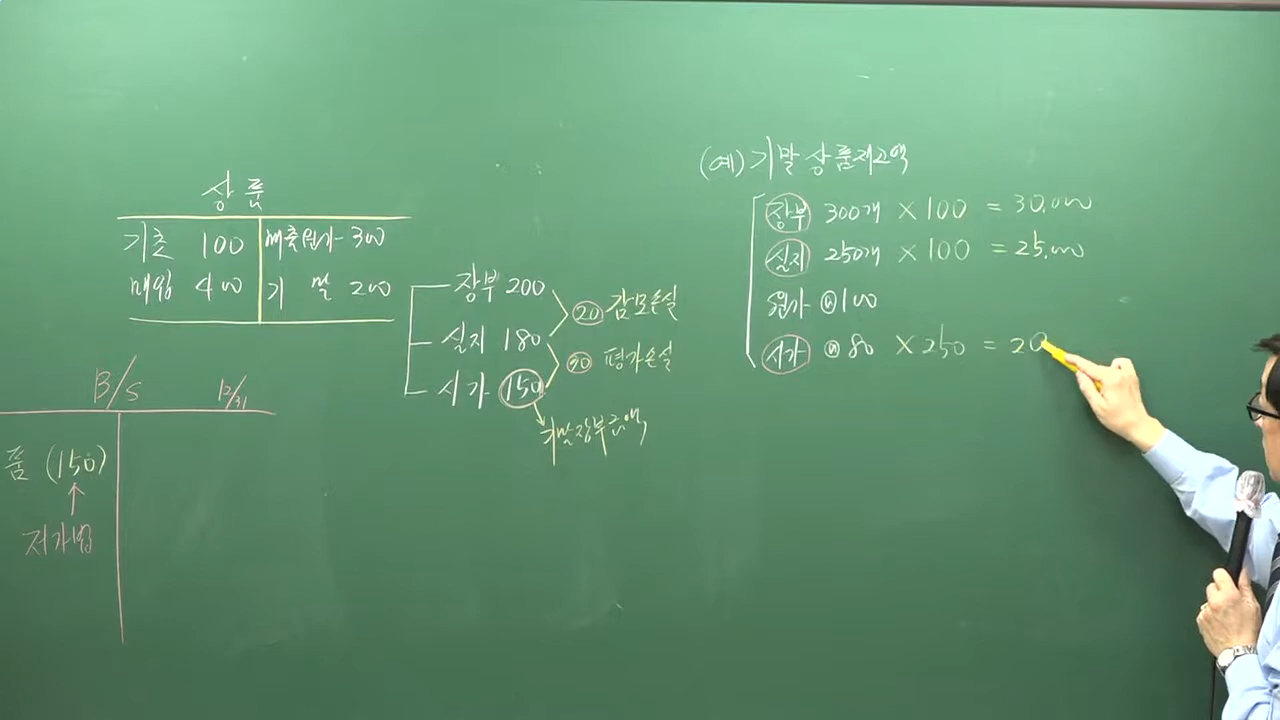 상품
기초 100 매출원가 300
매입 400 기 말 200
장부 200
실지 180
시가 150
20 감모손실
30 평가손실
기말장부금액
B/S 12/31
품 (150)
저가법
(예) 기말상품재고액
장부 300개 × 100 = 30,000
실지 250개 × 100 = 25,000
원가 @100
시가 @80 × 250 = 20